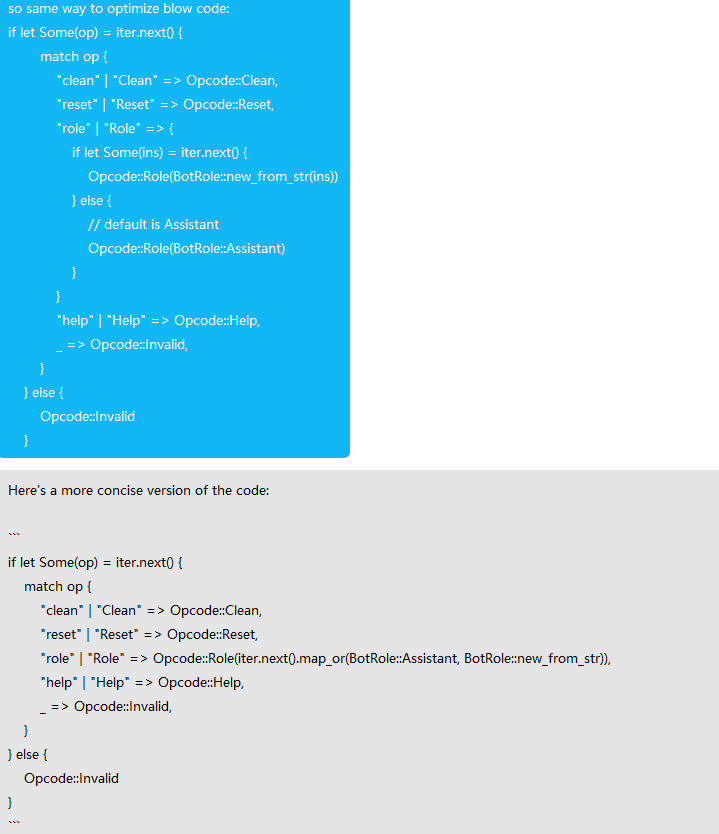 so same way to optimize blow code:
if let Some(op) = iter.next() {
match op {
"clean" | "Clean" => Opcode::Clean,
"reset" | "Reset" => Opcode::Reset,
"role" | "Role" => {
if let Some(ins) = iter.next() {
Opcode::Role(BotRole::new_from_str(ins))
} else {
// default is Assistant
Opcode::Role(BotRole::Assistant)
}
}
"help" | "Help" => Opcode::Help,
_ => Opcode::Invalid,
}
} else {
Opcode::Invalid
}
Here's a more concise version of the code:
```
if let Some(op) = iter.next() {
match op {
"clean" | "Clean" => Opcode::Clean,
"reset" | "Reset" => Opcode::Reset,
"role" | "Role" => Opcode::Role(iter.next().map_or(BotRole::Assistant, BotRole::new_from_str)),
"help" | "Help" => Opcode::Help,
_ => Opcode::Invalid,
}
} else {
Opcode::Invalid
}
```